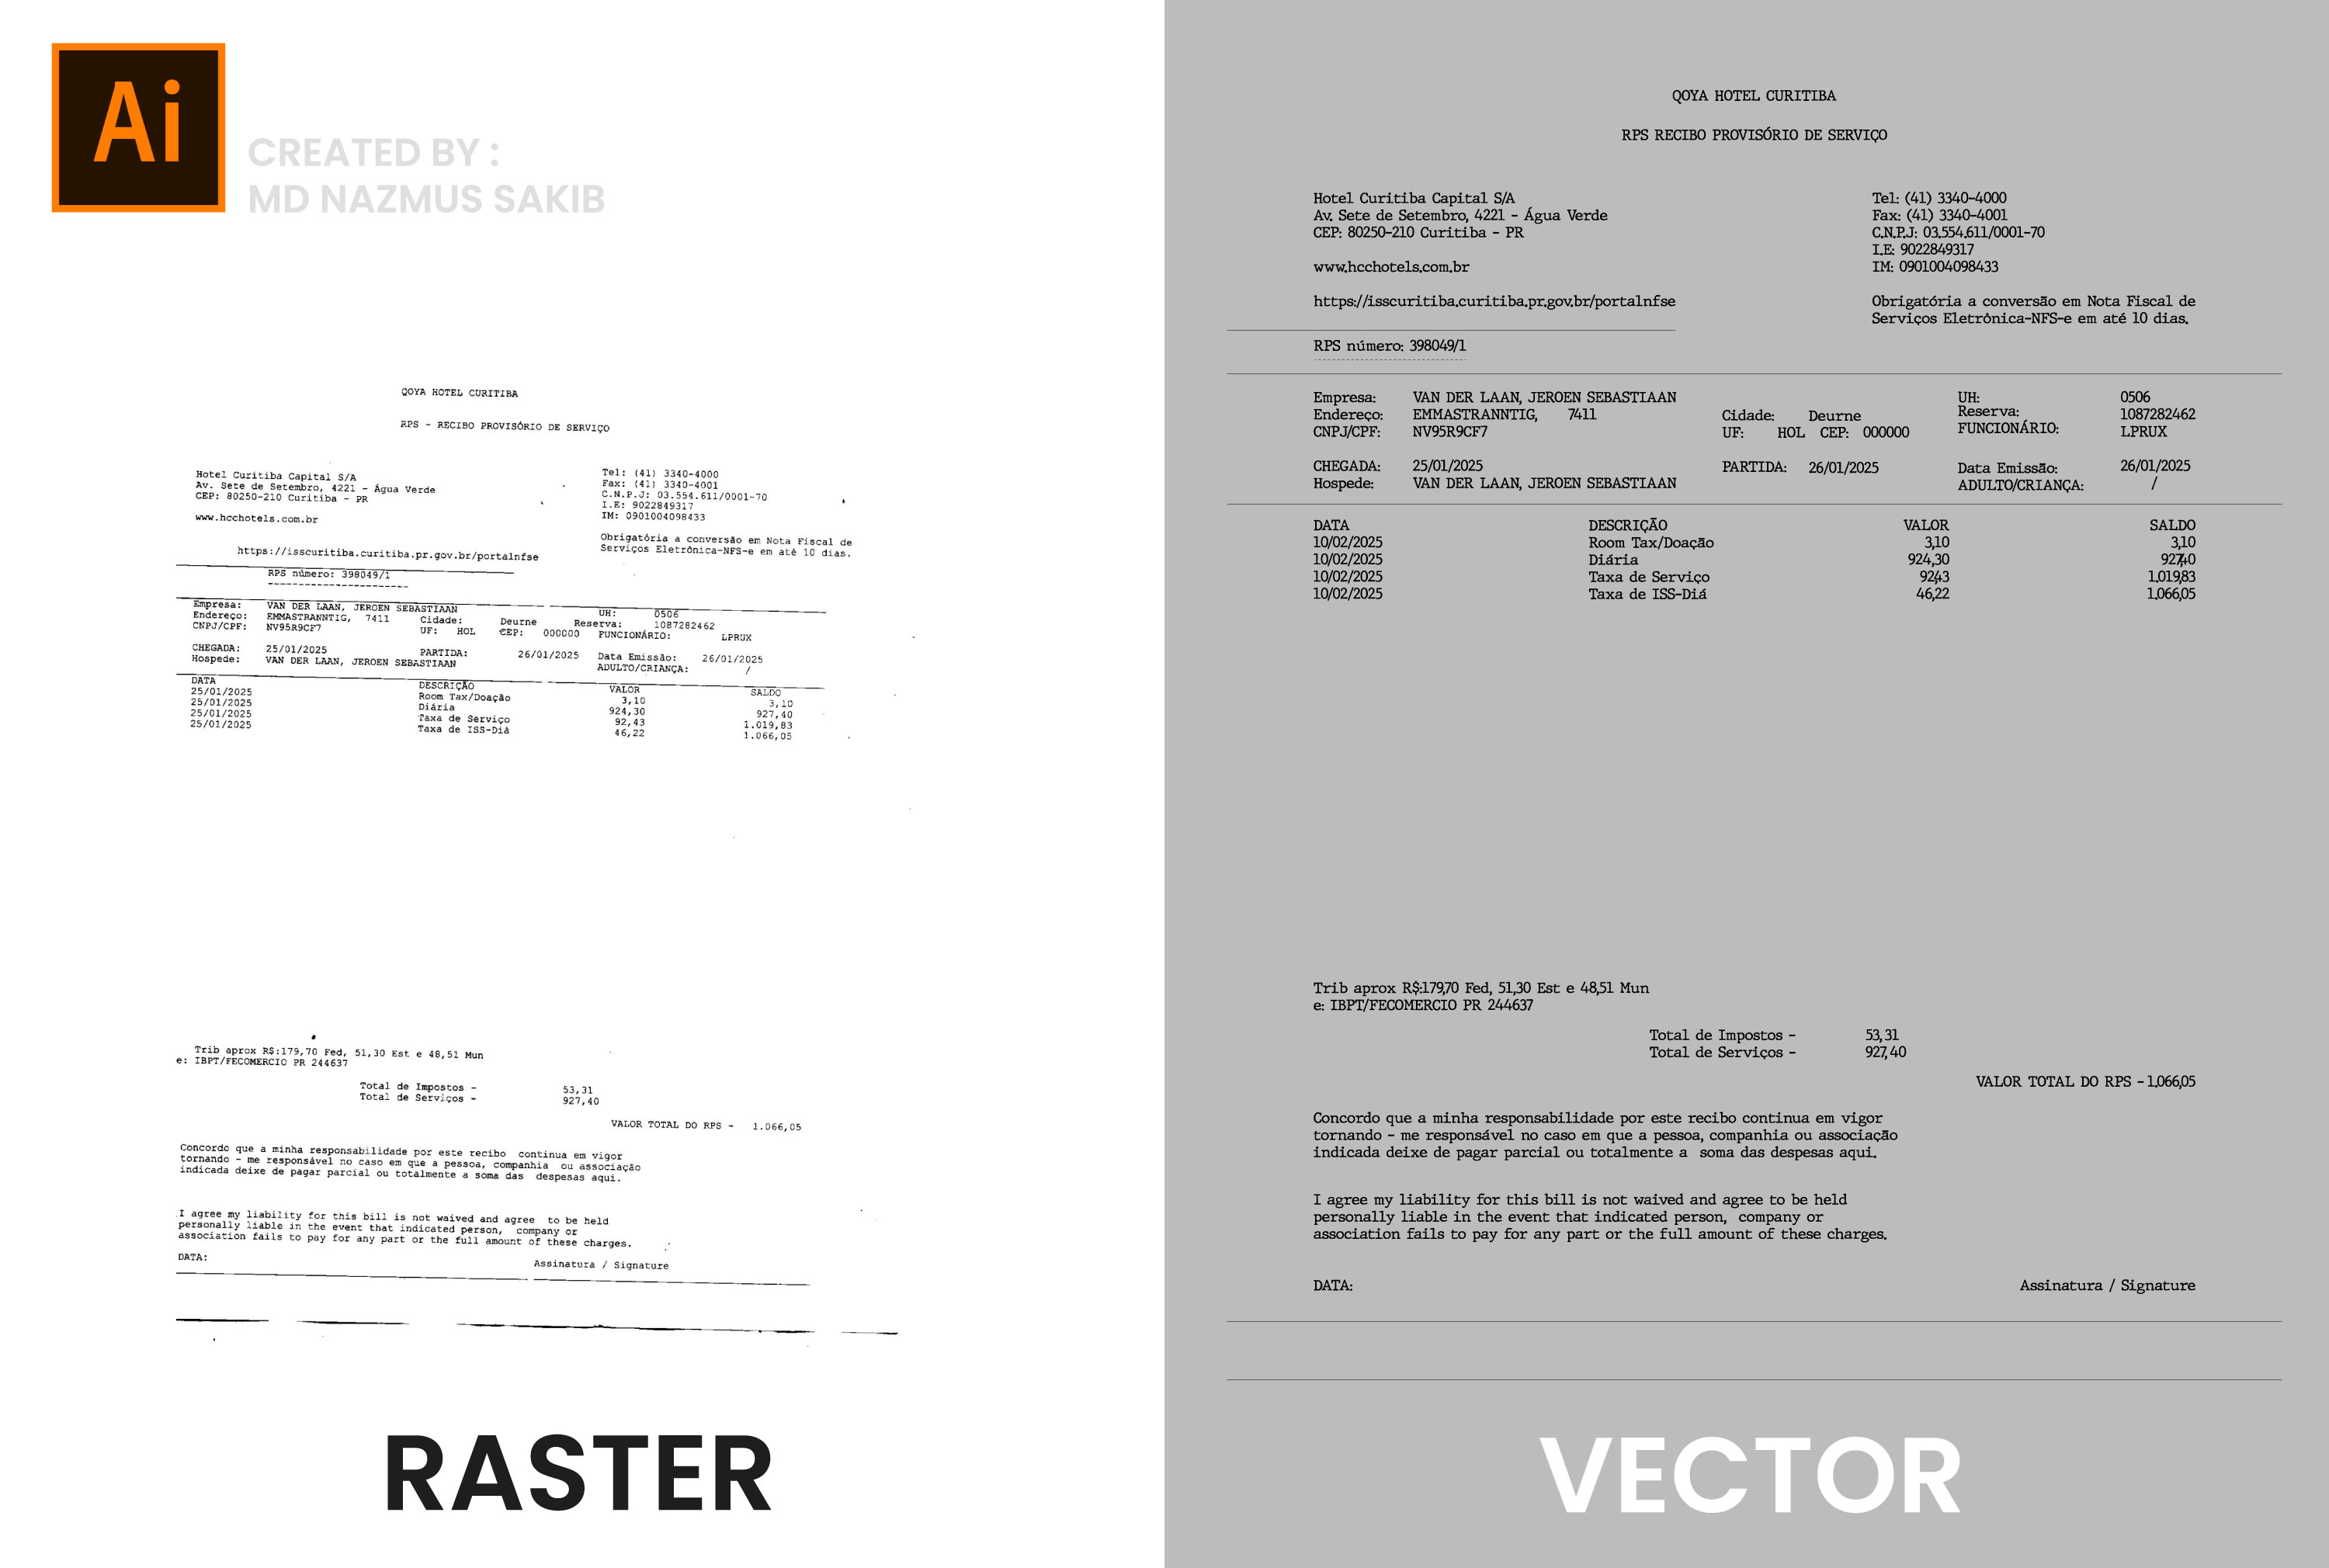 Ai
CREATED BY :
MD NAZMUS SAKIB
QOYA HOTEL CURITIBA
RPS - RECIBO PROVISÓRIO DE SERVIÇO
Hotel Curitiba Capital S/A
Av. Sete de Setembro, 4221 - Água Verde
CEP: 80250-210 Curitiba - PR
www.hcchotels.com.br
Tel: (41) 3340-4000
Fax: (41) 3340-4001
C.N.P.J: 03.554.611/0001-70
I.E: 9022849317
IM: 0901004098433
Obrigatória a conversão em Nota Fiscal de
Serviços Eletrônica-NFS-e em até 10 dias.
https://isscuritiba.curitiba.pr.gov.br/portalnfse
RPS número: 398049/1
Empresa: VAN DER LAAN, JEROEN SEBASTIAAN UH: 0506
Endereço: EMMASTRANNTIG, 7411 Cidade: Deurne Reserva: 1087282462
CNPJ/CPF: NV95R9CF7 UF: HOL CEP: 000000 FUNCIONÁRIO: LPRUX
CHEGADA: 25/01/2025 PARTIDA: 26/01/2025 Data Emissão: 26/01/2025
Hospede: VAN DER LAAN, JEROEN SEBASTIAAN ADULTO/CRIANÇA: /
DATA DESCRIÇÃO VALOR SALDO
25/01/2025 Room Tax/Doação 3,10 3,10
25/01/2025 Diária 924,30 927,40
25/01/2025 Taxa de Serviço 92,43 1.019,83
25/01/2025 Taxa de ISS-Diá 46,22 1.066,05
Trib aprox R$:179,70 Fed, 51,30 Est e 48,51 Mun
e: IBPT/FECOMERCIO PR 244637
Total de Impostos - 53,31
Total de Serviços - 927,40
VALOR TOTAL DO RPS - 1.066,05
Concordo que a minha responsabilidade por este recibo continua em vigor
tornando - me responsável no caso em que a pessoa, companhia ou associação
indicada deixe de pagar parcial ou totalmente a soma das despesas aqui.
I agree my liability for this bill is not waived and agree to be held
personally liable in the event that indicated person, company or
association fails to pay for any part or the full amount of these charges.
DATA:
Assinatura / Signature
RASTER
QOYA HOTEL CURITIBA
RPS RECIBO PROVISÓRIO DE SERVIÇO
Hotel Curitiba Capital S/A
Av. Sete de Setembro, 4221 - Água Verde
CEP: 80250-210 Curitiba - PR
www.hcchotels.com.br
https://isscuritiba.curitiba.pr.gov.br/portalnfse
Tel: (41) 3340-4000
Fax: (41) 3340-4001
C.N.P.J: 03.554.611/0001-70
I.E: 9022849317
IM: 0901004098433
Obrigatória a conversão em Nota Fiscal de
Serviços Eletrônica-NFS-e em até 10 dias.
RPS número: 398049/1
Empresa: VAN DER LAAN, JEROEN SEBASTIAAN UH: 0506
Endereço: EMMASTRANNTIG, 7411 Cidade: Deurne Reserva: 1087282462
CNPJ/CPF: NV95R9CF7 UF: HOL CEP: 000000 FUNCIONÁRIO: LPRUX
CHEGADA: 25/01/2025 PARTIDA: 26/01/2025 Data Emissão: 26/01/2025
Hospede: VAN DER LAAN, JEROEN SEBASTIAAN ADULTO/CRIANÇA: /
DATA DESCRIÇÃO VALOR SALDO
10/02/2025 Room Tax/Doação 3,10 3,10
10/02/2025 Diária 924,30 927,40
10/02/2025 Taxa de Serviço 92,43 1.019,83
10/02/2025 Taxa de ISS-Diá 46,22 1.066,05
Trib aprox R$:179,70 Fed, 51,30 Est e 48,51 Mun
e: IBPT/FECOMERCIO PR 244637
Total de Impostos - 53,31
Total de Serviços - 927,40
VALOR TOTAL DO RPS - 1.066,05
Concordo que a minha responsabilidade por este recibo continua em vigor
tornando - me responsável no caso em que a pessoa, companhia ou associação
indicada deixe de pagar parcial ou totalmente a soma das despesas aqui.
I agree my liability for this bill is not waived and agree to be held
personally liable in the event that indicated person, company or
association fails to pay for any part or the full amount of these charges.
DATA:
Assinatura / Signature
VECTOR